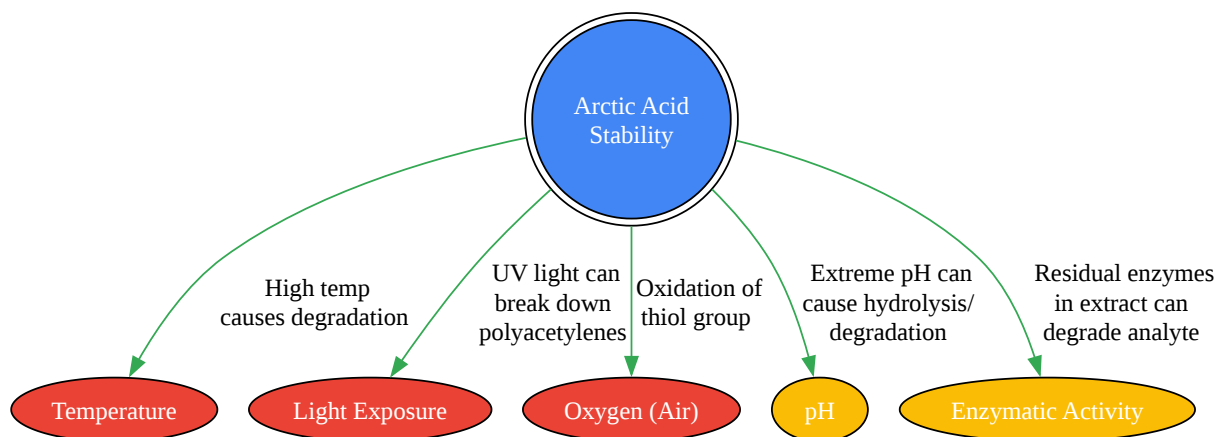 Arctic Acid
Stability
High temp
causes degradation
UV light can
break down
polyacetylenes
Oxidation of
thiol group
Extreme pH can
cause hydrolysis/
degradation
Residual enzymes
in extract can
degrade analyte
Temperature
Light Exposure
Oxygen (Air)
pH
Enzymatic Activity